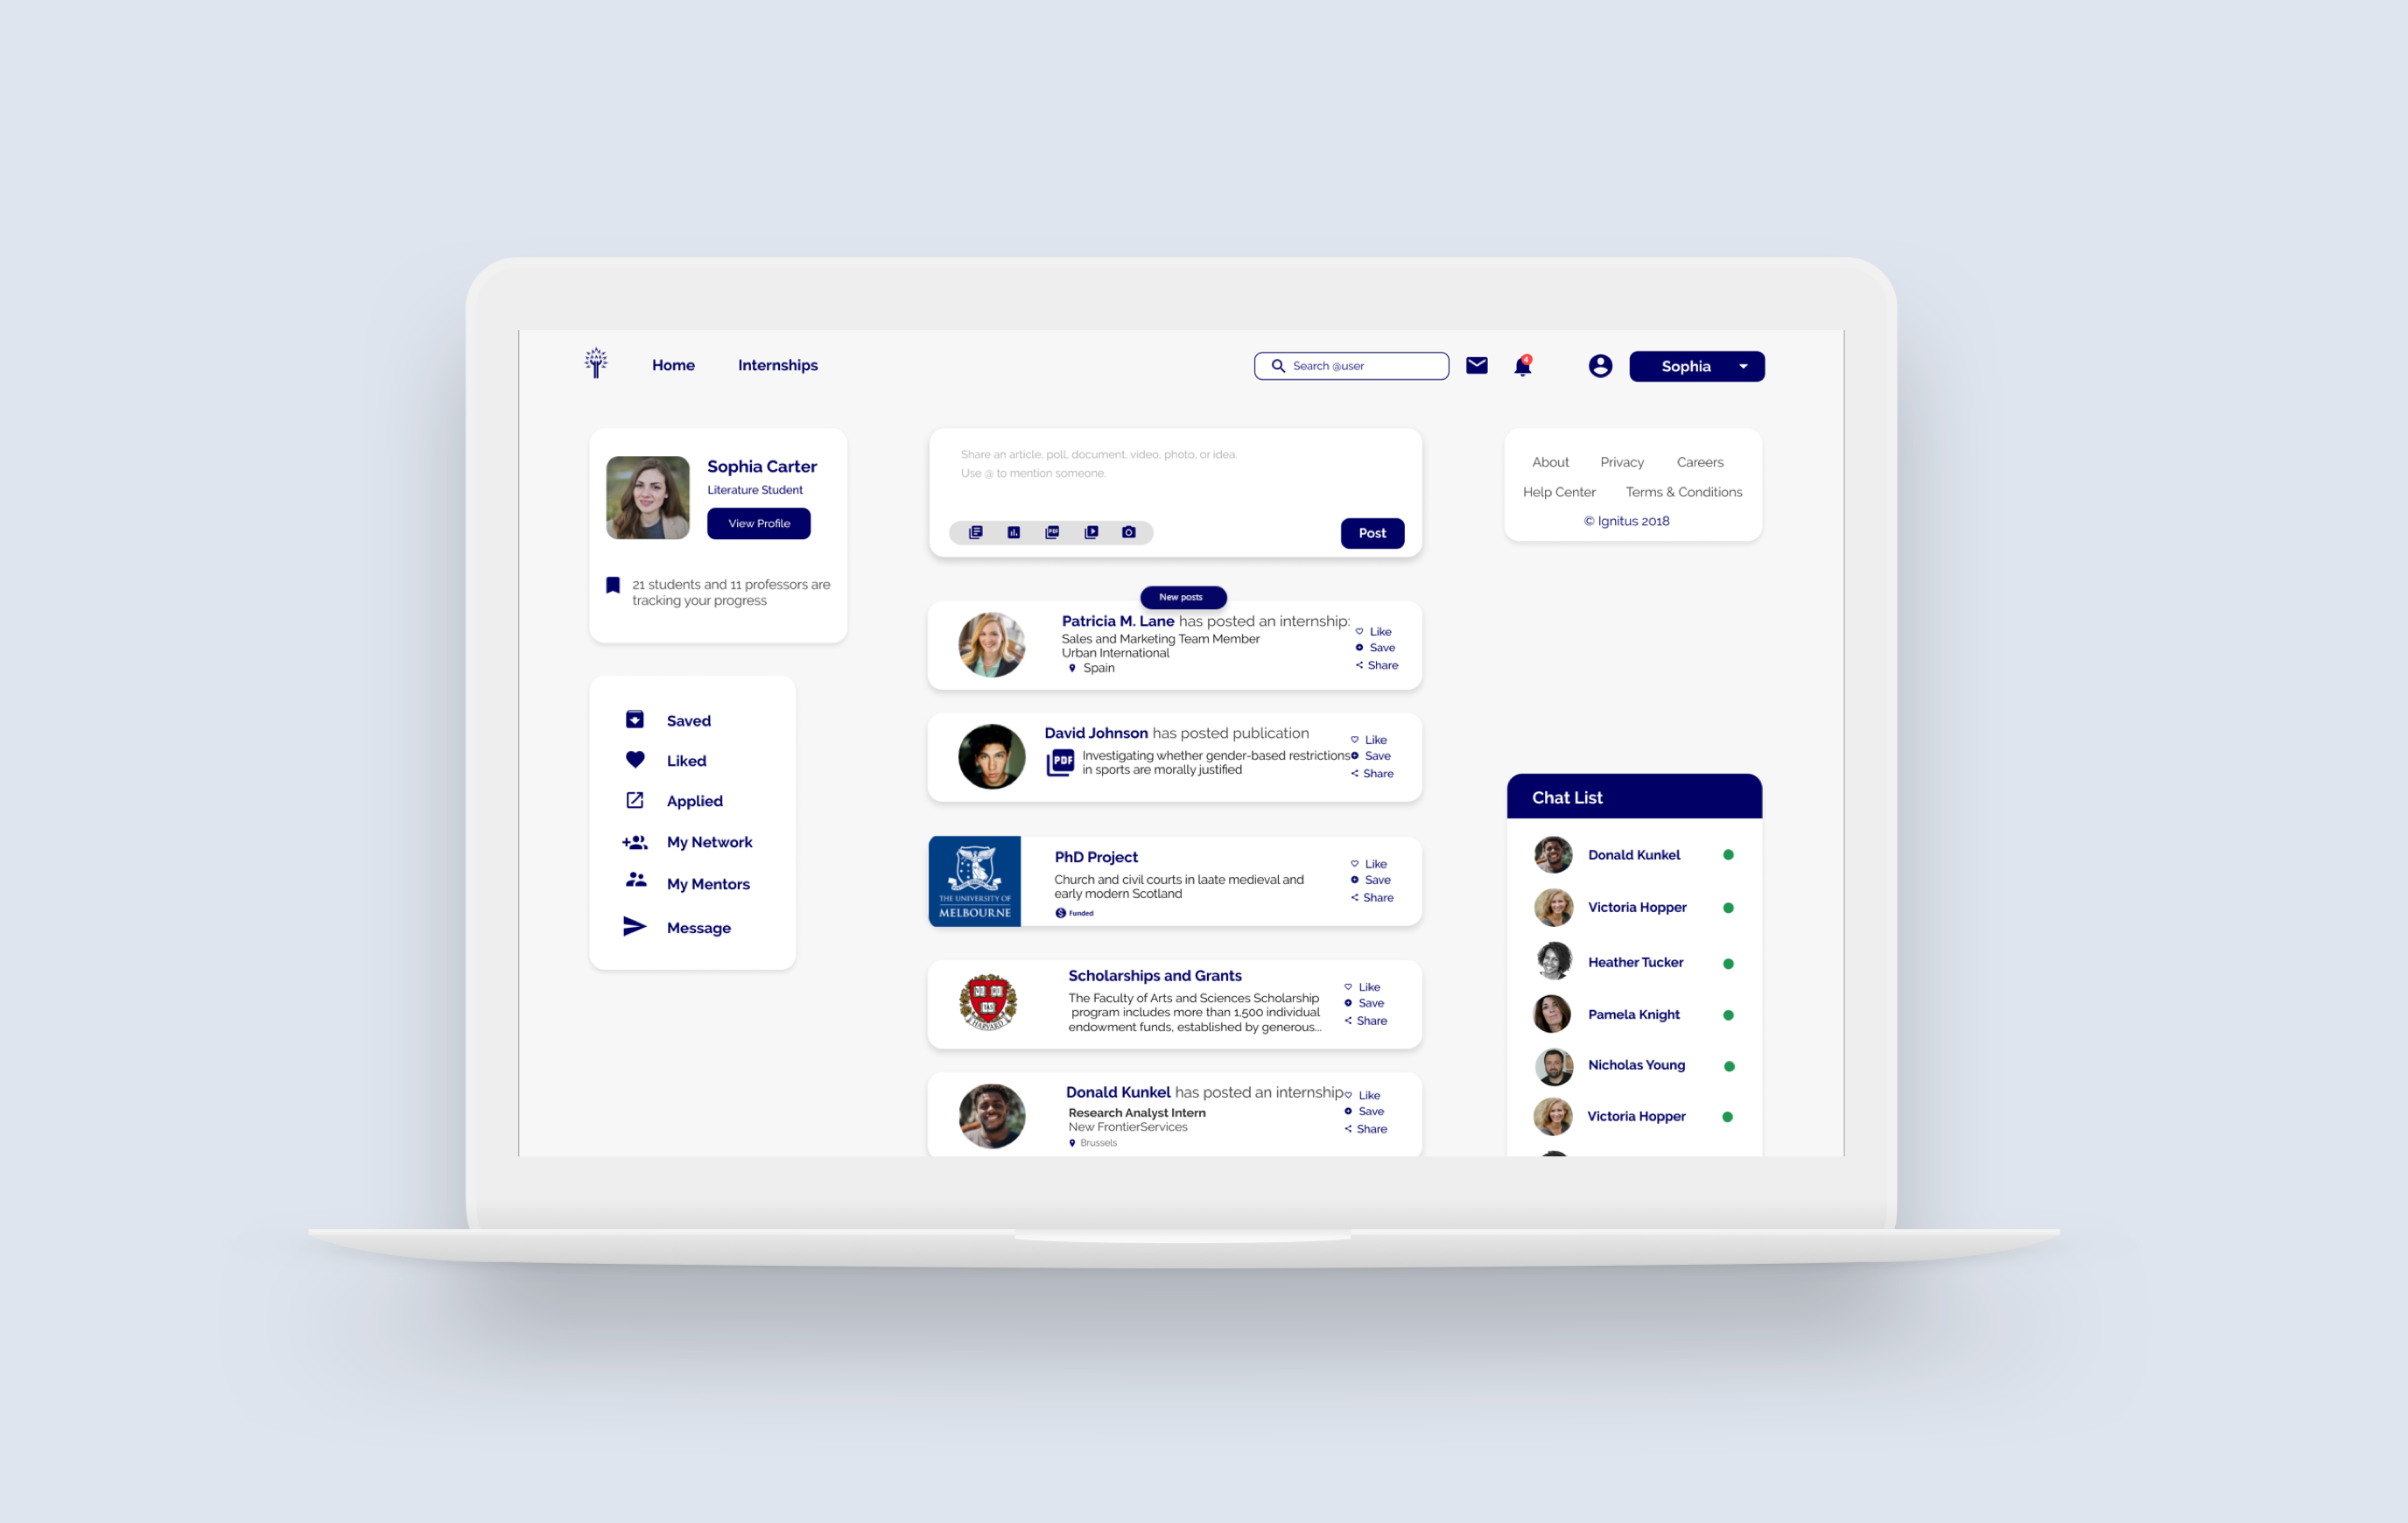 Home
Internships
Search @user
4
Sophia
Sophia Carter
Literature Student
View Profile
21 students and 11 professors are
tracking your progress
Saved
Liked
Applied
My Network
My Mentors
Message
Share an article, poll, document, video, photo, or idea.
Use @ to mention someone.
PDF
Post
New posts
Patricia M. Lane has posted an internship:
Sales and Marketing Team Member
Urban International
Spain
Like
Save
Share
David Johnson has posted publication
PDF
Investigating whether gender-based restrictions
in sports are morally justified
Like
Save
Share
THE UNIVERSITY OF
MELBOURNE
PhD Project
Church and civil courts in laate medieval and
early modern Scotland
Funded
Like
Save
Share
HARVARD
Scholarships and Grants
The Faculty of Arts and Sciences Scholarship
program includes more than 1,500 individual
endowment funds, established by generous...
Like
Save
Share
Donald Kunkel has posted an internship
Research Analyst Intern
New FrontierServices
Brussels
Like
Save
Share
About Privacy Careers
Help Center Terms & Conditions
© Ignitus 2018
Chat List
Donald Kunkel
Victoria Hopper
Heather Tucker
Pamela Knight
Nicholas Young
Victoria Hopper